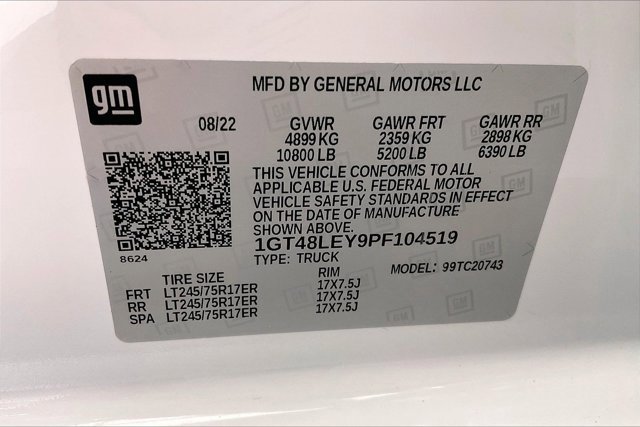 gm
MFD BY GENERAL MOTORS LLC
08/22 GVWR GAWR FRT GAWR RR
4899 KG 2359 KG 2898 KG
10800 LB 5200 LB 6390 LB
THIS VEHICLE CONFORMS TO ALL
APPLICABLE U.S. FEDERAL MOTOR
VEHICLE SAFETY STANDARDS IN EFFECT
ON THE DATE OF MANUFACTURE
SHOWN ABOVE.
8624
1GT48LEY9PF104519
TYPE: TRUCK MODEL: 99TC20743
TIRE SIZE RIM
FRT LT245/75R17ER 17X7.5J
RR LT245/75R17ER 17X7.5J
SPA LT245/75R17ER 17X7.5J